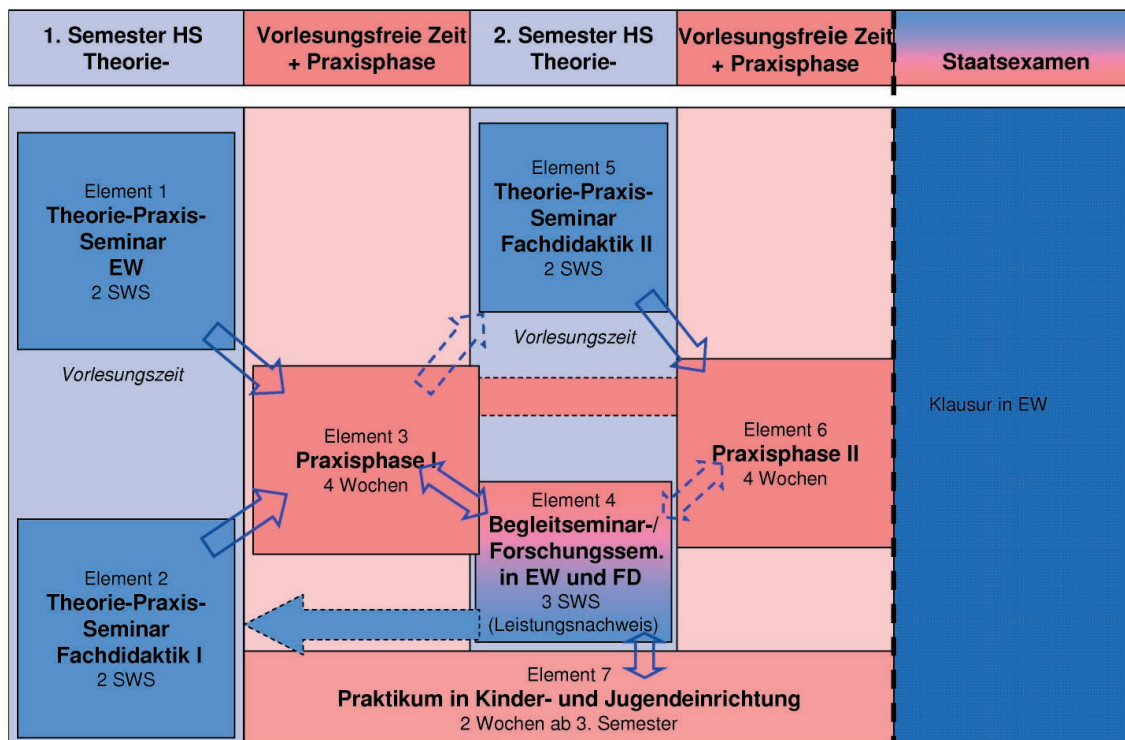 1. Semester HS
Theorie-
Vorlesungsfreie Zeit
+ Praxisphase
2. Semester HS
Theorie-
Vorlesungsfreie Zeit
+ Praxisphase
Staatsexamen
Element 1
Theorie-Praxis-
Seminar
EW
2 SWS
Vorlesungszeit
Element 2
Theorie-Praxis-
Seminar
Fachdidaktik I
2 SWS
Element 3
Praxisphase I
4 Wochen
Element 5
Theorie-Praxis-
Seminar
Fachdidaktik II
2 SWS
Vorlesungszeit
Element 4
Begleitseminar-/
Forschungssem.
in EW und FD
3 SWS
(Leistungsnachweis)
Element 6
Praxisphase II
4 Wochen
Element 7
Praktikum in Kinder- und Jugendeinrichtung
2 Wochen ab 3. Semester
Klausur in EW